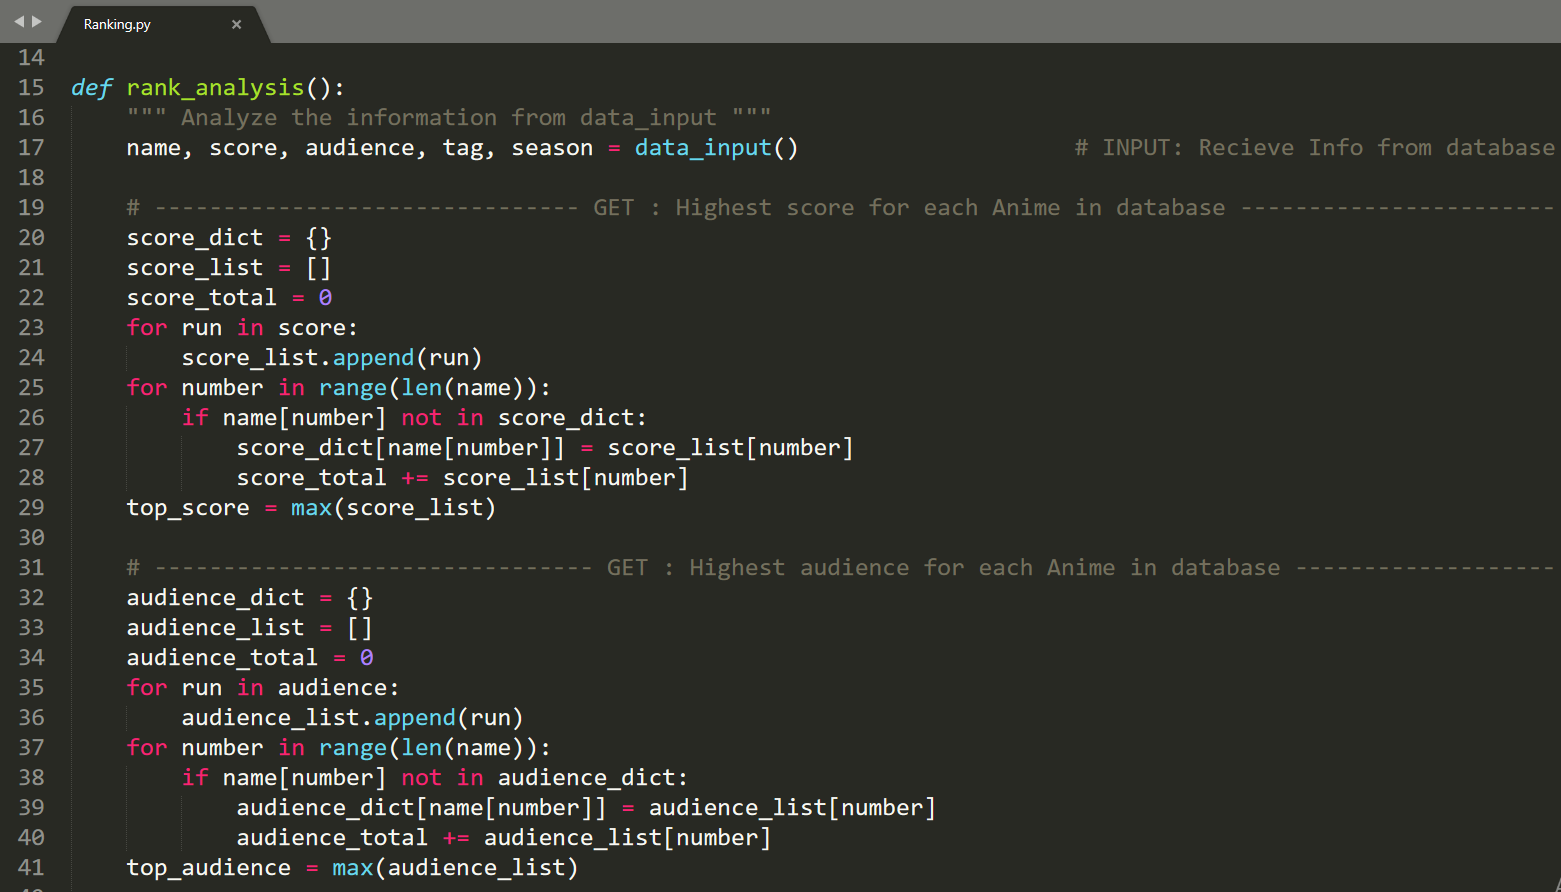 Ranking.py ×
14
15 def rank_analysis():
16     """ Analyze the information from data_input """
17     name, score, audience, tag, season = data_input()                    # INPUT: Recieve Info from database
18
19     # ------------------------------- GET : Highest score for each Anime in database -----------------------
20     score_dict = {}
21     score_list = []
22     score_total = 0
23     for run in score:
24         score_list.append(run)
25     for number in range(len(name)):
26         if name[number] not in score_dict:
27             score_dict[name[number]] = score_list[number]
28             score_total += score_list[number]
29     top_score = max(score_list)
30
31     # -------------------------------- GET : Highest audience for each Anime in database -------------------
32     audience_dict = {}
33     audience_list = []
34     audience_total = 0
35     for run in audience:
36         audience_list.append(run)
37     for number in range(len(name)):
38         if name[number] not in audience_dict:
39             audience_dict[name[number]] = audience_list[number]
40             audience_total += audience_list[number]
41     top_audience = max(audience_list)